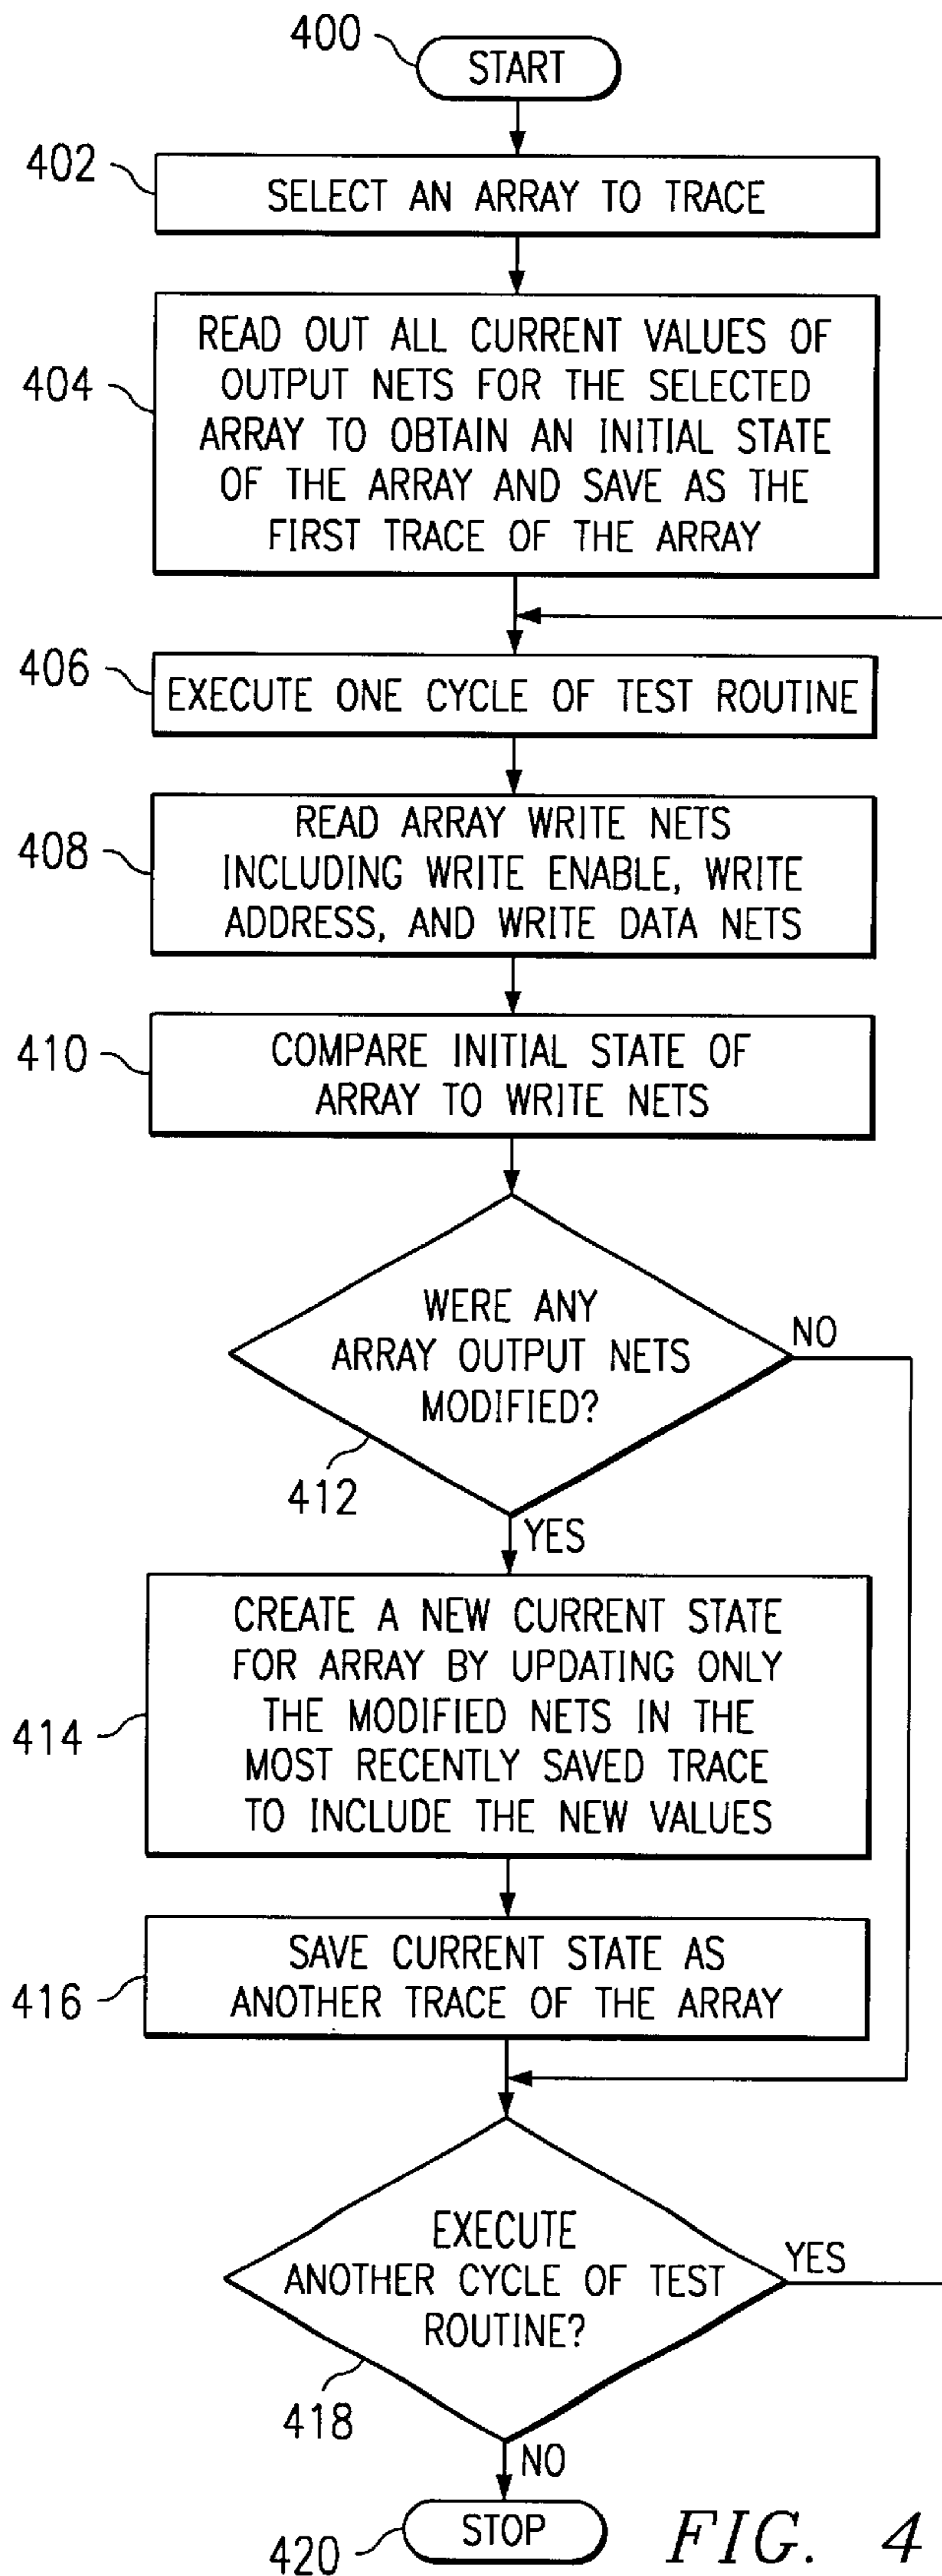 400
START
402
SELECT AN ARRAY TO TRACE
404
READ OUT ALL CURRENT VALUES OF
OUTPUT NETS FOR THE SELECTED
ARRAY TO OBTAIN AN INITIAL STATE
OF THE ARRAY AND SAVE AS THE
FIRST TRACE OF THE ARRAY
406
EXECUTE ONE CYCLE OF TEST ROUTINE
408
READ ARRAY WRITE NETS
INCLUDING WRITE ENABLE, WRITE
ADDRESS, AND WRITE DATA NETS
410
COMPARE INITIAL STATE OF
ARRAY TO WRITE NETS
WERE ANY
ARRAY OUTPUT NETS
MODIFIED?
NO
412
YES
414
CREATE A NEW CURRENT STATE
FOR ARRAY BY UPDATING ONLY
THE MODIFIED NETS IN THE
MOST RECENTLY SAVED TRACE
TO INCLUDE THE NEW VALUES
416
SAVE CURRENT STATE AS
ANOTHER TRACE OF THE ARRAY
EXECUTE
ANOTHER CYCLE OF TEST
ROUTINE?
YES
418
NO
420
STOP
FIG. 4